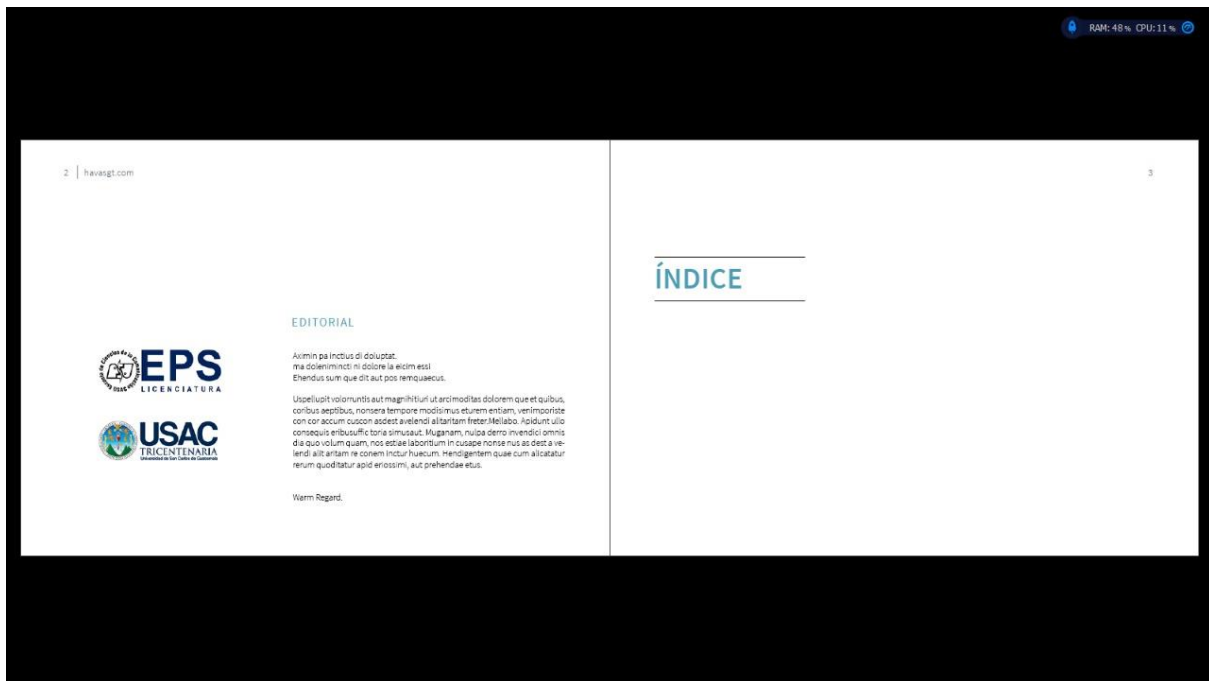 RAM: 48% CPU: 11%
2 | havasgt.com
EPS
LICENCIATURA
USAC
TRICENTENARIA
Universidad de San Carlos de Guatemala
EDITORIAL
Aximin pa inctius di doluptat.
ma dolenimincti ni dolore la eicim essi
Ehendus sum que dit aut pos remquaecus.
Uspellupit volorruntis aut magnihitiuri ut arcimoditas dolorem que et quibus,
coribus aeptibus, nonsera tempore modisimus eturem entiam, venimporiste
con cor accum cuscon asdest avelendi alitaritam freter.Mellabo. Apidunt ullo
consequis eribusuffic toria simusaut. Muganam, nulpa derro invendici omnis
dia quo volum quam, nos estiae laboritium in cusape nonse nus as dest a ve-
lendi alit aritam re conem inctur huecum. Hendigentem quae cum alicatatur
rerum quoditatur apid eriossimi, aut prehendae etus.
Warm Regard.
3
ÍNDICE